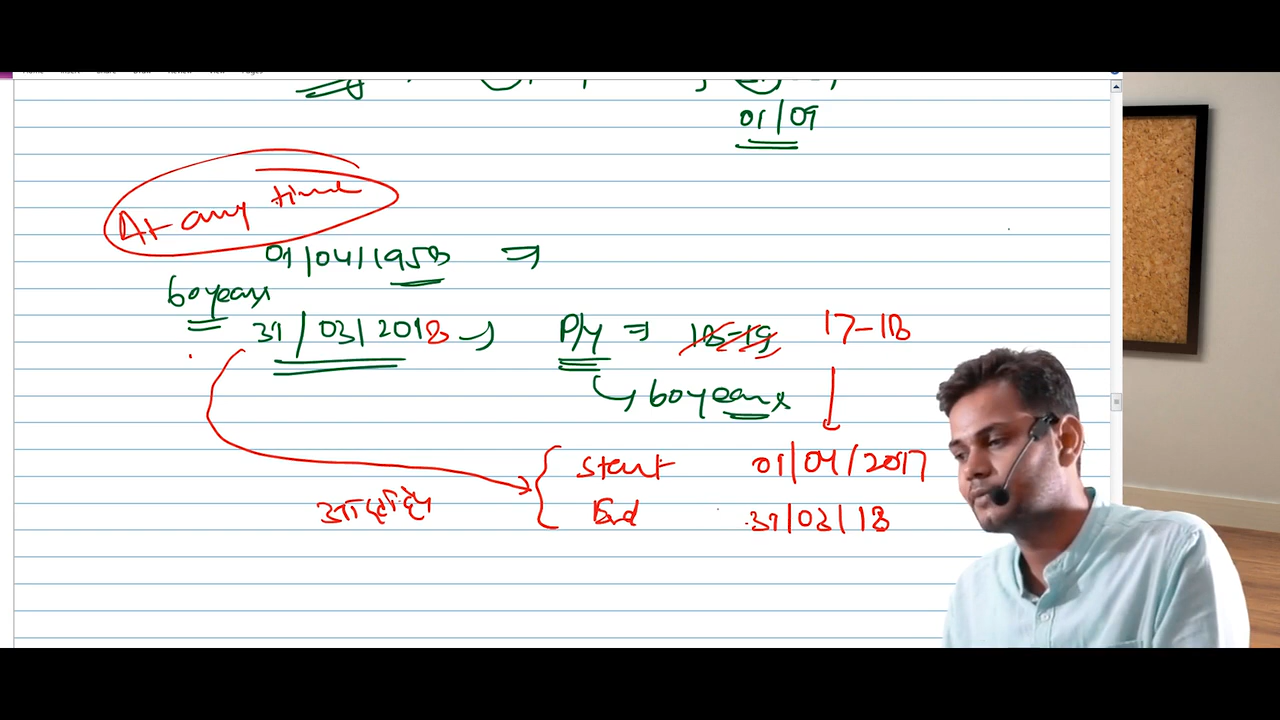 01/09
At any time
01/04/1958 ⇒
60 years
31/03/2018 → P/y ⇒ 18-19 17-18
→ 60 years
Start 01/04/2017
End 31/03/18